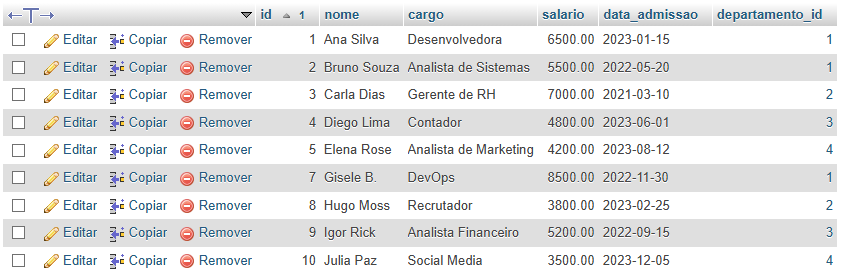 ←T→ id 1 nome cargo salario data_admissao departamento_id
Editar Copiar Remover 1 Ana Silva Desenvolvedora 6500.00 2023-01-15 1
Editar Copiar Remover 2 Bruno Souza Analista de Sistemas 5500.00 2022-05-20 1
Editar Copiar Remover 3 Carla Dias Gerente de RH 7000.00 2021-03-10 2
Editar Copiar Remover 4 Diego Lima Contador 4800.00 2023-06-01 3
Editar Copiar Remover 5 Elena Rose Analista de Marketing 4200.00 2023-08-12 4
Editar Copiar Remover 7 Gisele B. DevOps 8500.00 2022-11-30 1
Editar Copiar Remover 8 Hugo Moss Recrutador 3800.00 2023-02-25 2
Editar Copiar Remover 9 Igor Rick Analista Financeiro 5200.00 2022-09-15 3
Editar Copiar Remover 10 Julia Paz Social Media 3500.00 2023-12-05 4